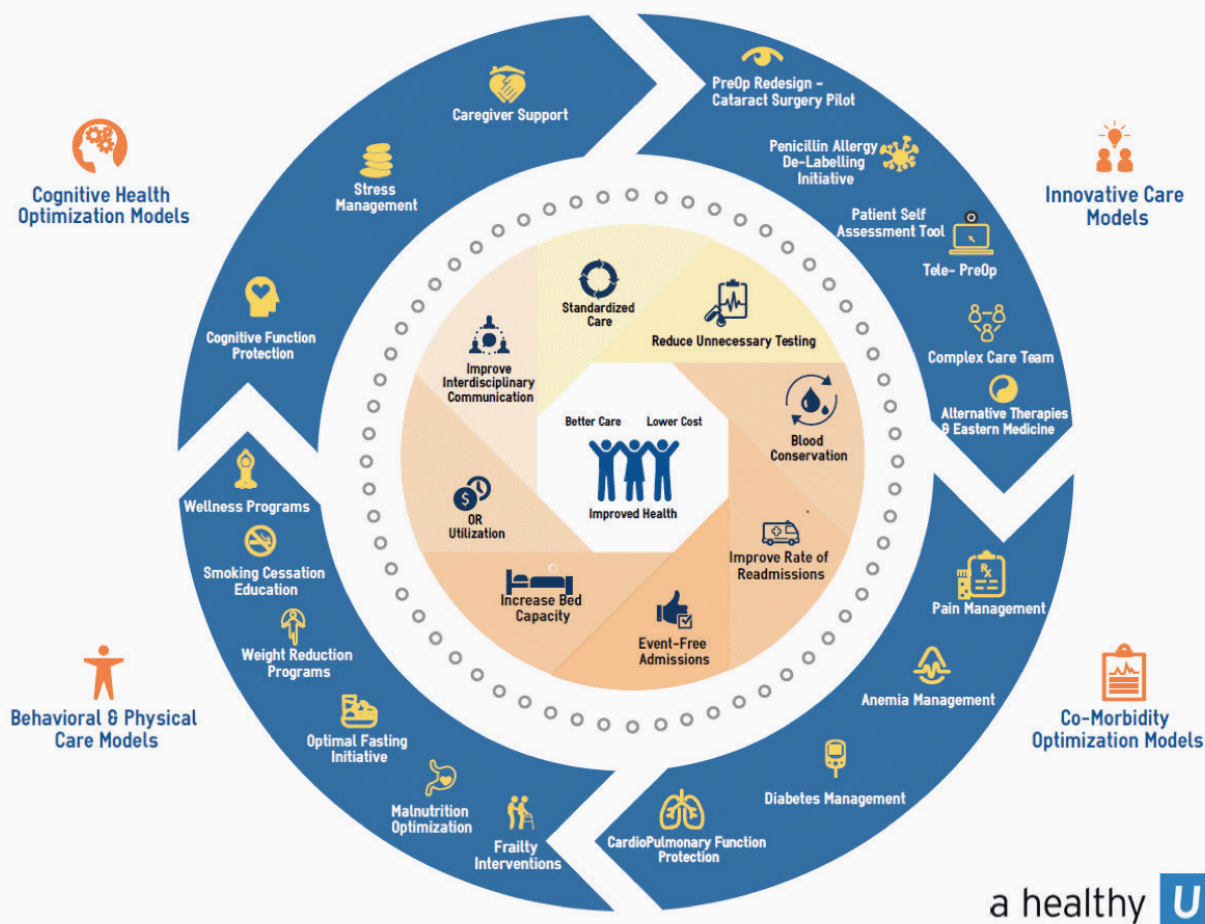 Caregiver Support
Stress
Management
Cognitive Function
Protection
Cognitive Health
Optimization Models
PreOp Redesign -
Cataract Surgery Pilot
Penicillin Allergy
De-Labelling
Initiative
Patient Self
Assessment Tool
Tele- PreOp
Complex Care Team
Alternative Therapies
& Eastern Medicine
Innovative Care
Models
Standardized
Care
Reduce Unnecessary Testing
Improve
Interdisciplinary
Communication
Blood
Conservation
OR
Utilization
Improve Rate of
Readmissions
Increase Bed
Capacity
Event-Free
Admissions
Better Care
Lower Cost
Improved Health
$
Wellness Programs
Smoking Cessation
Education
Weight Reduction
Programs
Optimal Fasting
Initiative
Malnutrition
Optimization
Frailty
Interventions
Behavioral & Physical
Care Models
Rx
Pain Management
Anemia Management
Diabetes Management
CardioPulmonary Function
Protection
Co-Morbidity
Optimization Models
a healthy U